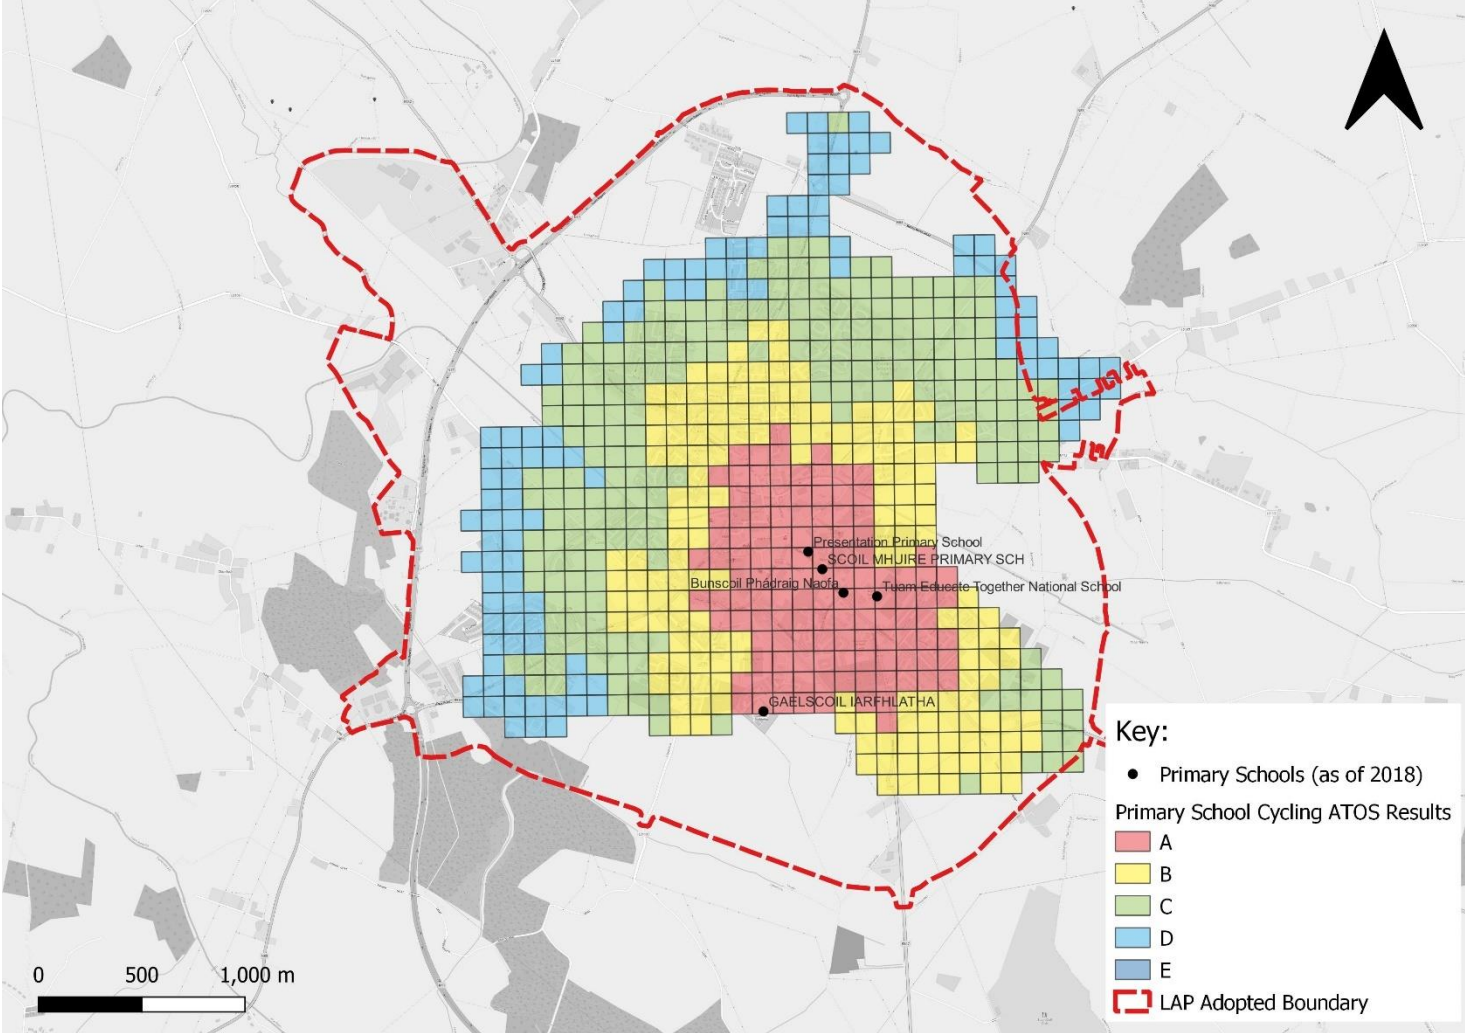 Presentation Primary School
SCOIL MHUIRE PRIMARY SCH
Bunscoil Phádraig Naofa
Tuam Educate Together National School
GAELSCOIL IARFHLATHA
Key:
Primary Schools (as of 2018)
Primary School Cycling ATOS Results
A
B
C
D
E
LAP Adopted Boundary
0 500 1,000 m